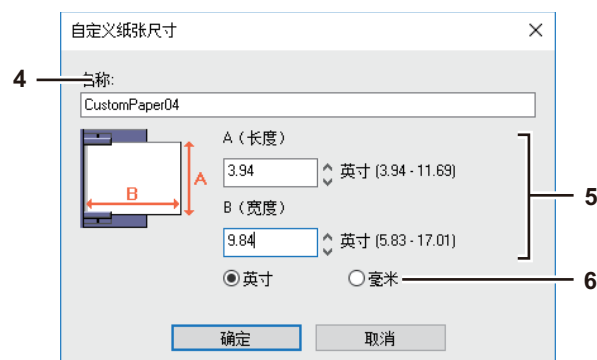 自定义纸张尺寸
4
名称:
CustomPaper04
A（长度）
3.94 英寸 (3.94 - 11.69)
A
B
5
B（宽度）
9.84 英寸 (5.83 - 17.01)
英寸 毫米
6
确定 取消